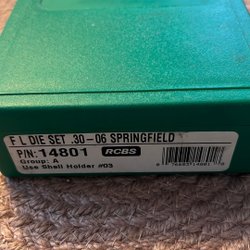 F L DIE SET .30-06 SPRINGFIELD
P/N: 14801 RCBS
Group: A
Use Shell Holder #03